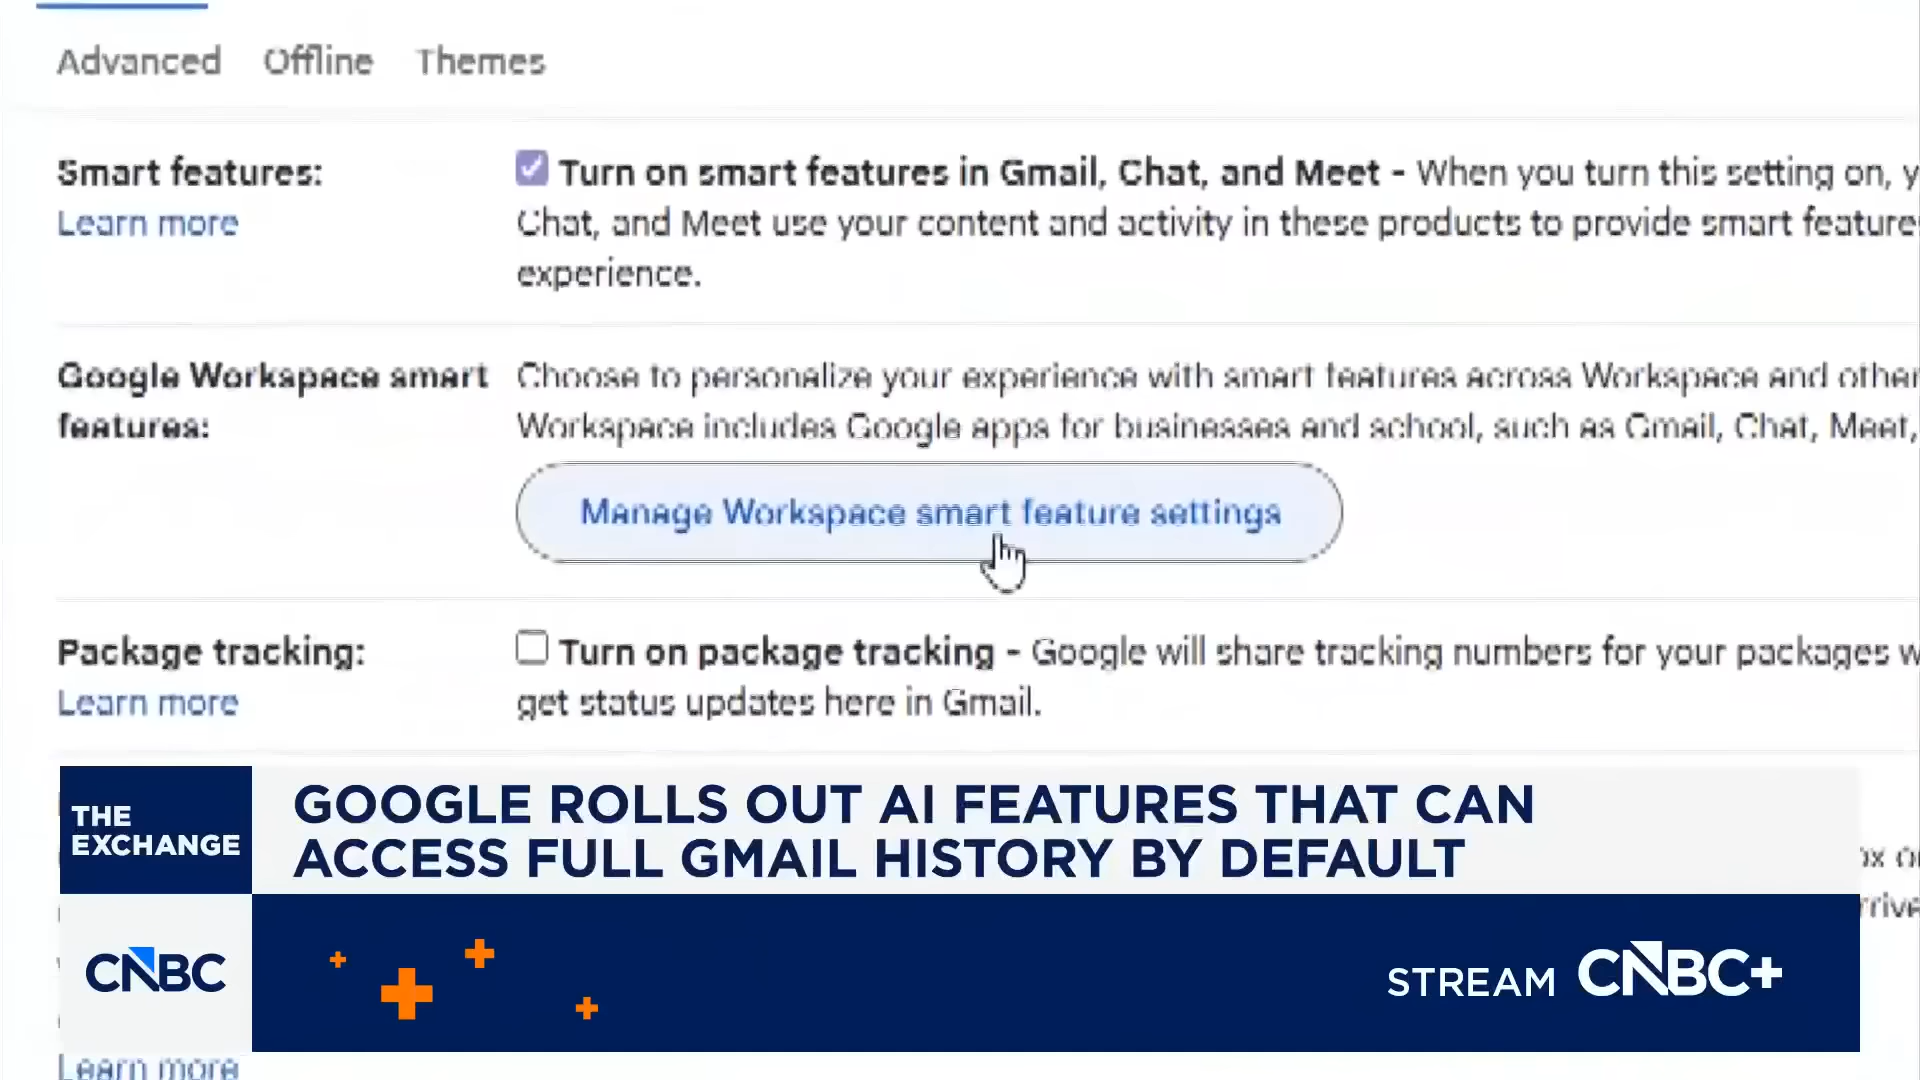 Advanced Offline Themes
Smart features:
Learn more
Turn on smart features in Gmail, Chat, and Meet - When you turn this setting on, y
Chat, and Meet use your content and activity in these products to provide smart feature
experience.
Google Workspace smart
features:
Choose to personalize your experience with smart features across Workspace and other
Workspace includes Google apps for businesses and school, such as Gmail, Chat, Meet,
Manage Workspace smart feature settings
Package tracking:
Learn more
Turn on package tracking - Google will share tracking numbers for your packages w
get status updates here in Gmail.
THE
EXCHANGE
GOOGLE ROLLS OUT AI FEATURES THAT CAN
ACCESS FULL GMAIL HISTORY BY DEFAULT
CNBC
STREAM CNBC+
Learn more